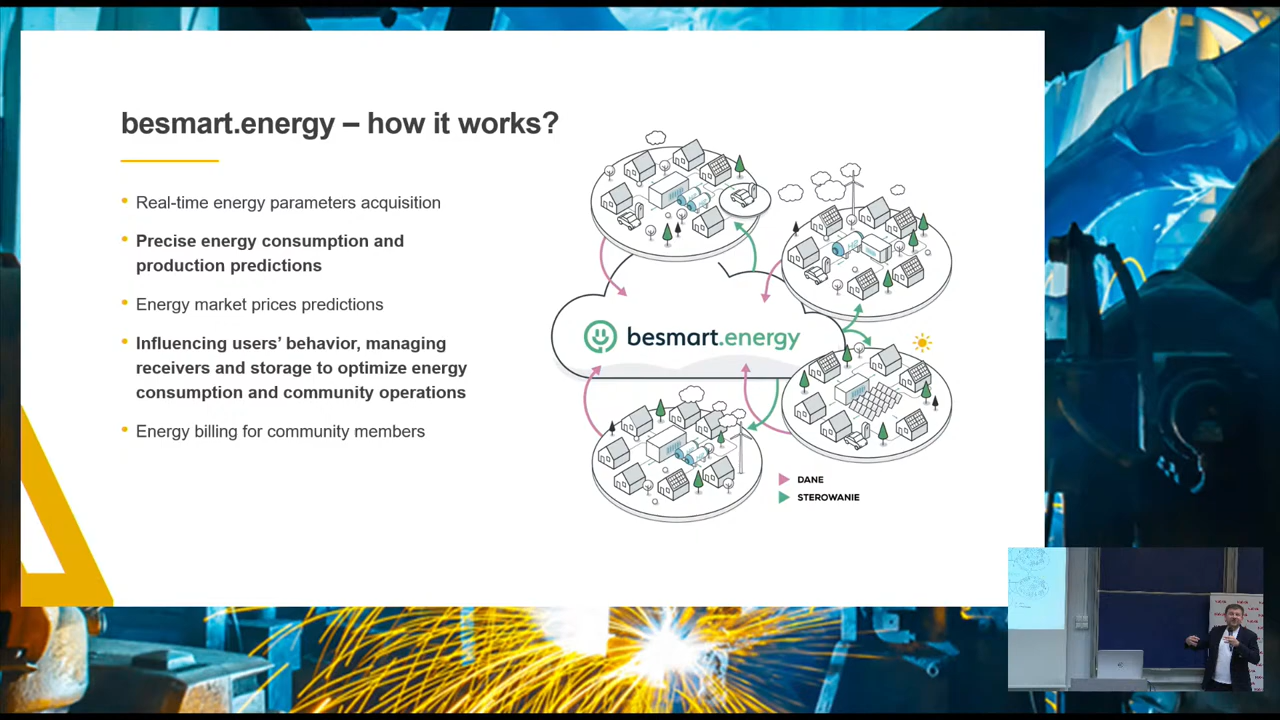 besmart.energy – how it works?
• Real-time energy parameters acquisition
• Precise energy consumption and
production predictions
• Energy market prices predictions
• Influencing users’ behavior, managing
receivers and storage to optimize energy
consumption and community operations
• Energy billing for community members
besmart.energy
DANE
STEROWANIE